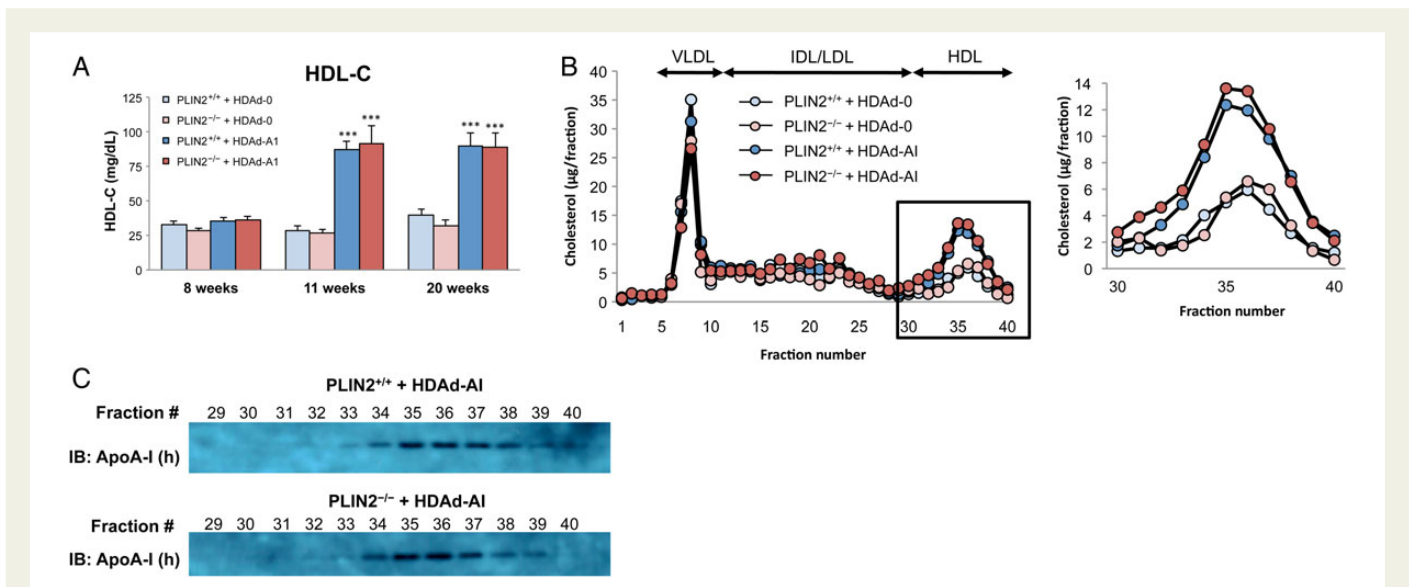 A
HDL-C
HDL-C (mg/dL)
125
100
75
50
25
0
PLIN2+/+ + HDAd-0
PLIN2−/− + HDAd-0
PLIN2+/+ + HDAd-A1
PLIN2−/− + HDAd-A1
*** ***
*** ***
8 weeks 11 weeks 20 weeks
B
VLDL IDL/LDL HDL
Cholesterol (µg/fraction)
40
35
30
25
20
15
10
5
0
PLIN2+/+ + HDAd-0
PLIN2−/− + HDAd-0
PLIN2+/+ + HDAd-AI
PLIN2−/− + HDAd-AI
1 5 10 15 20 25 30 35 40
Fraction number
Cholesterol (µg/fraction)
14
12
10
8
6
4
2
0
30 35 40
Fraction number
C
PLIN2+/+ + HDAd-AI
Fraction # 29 30 31 32 33 34 35 36 37 38 39 40
IB: ApoA-I (h)
PLIN2−/− + HDAd-AI
Fraction # 29 30 31 32 33 34 35 36 37 38 39 40
IB: ApoA-I (h)